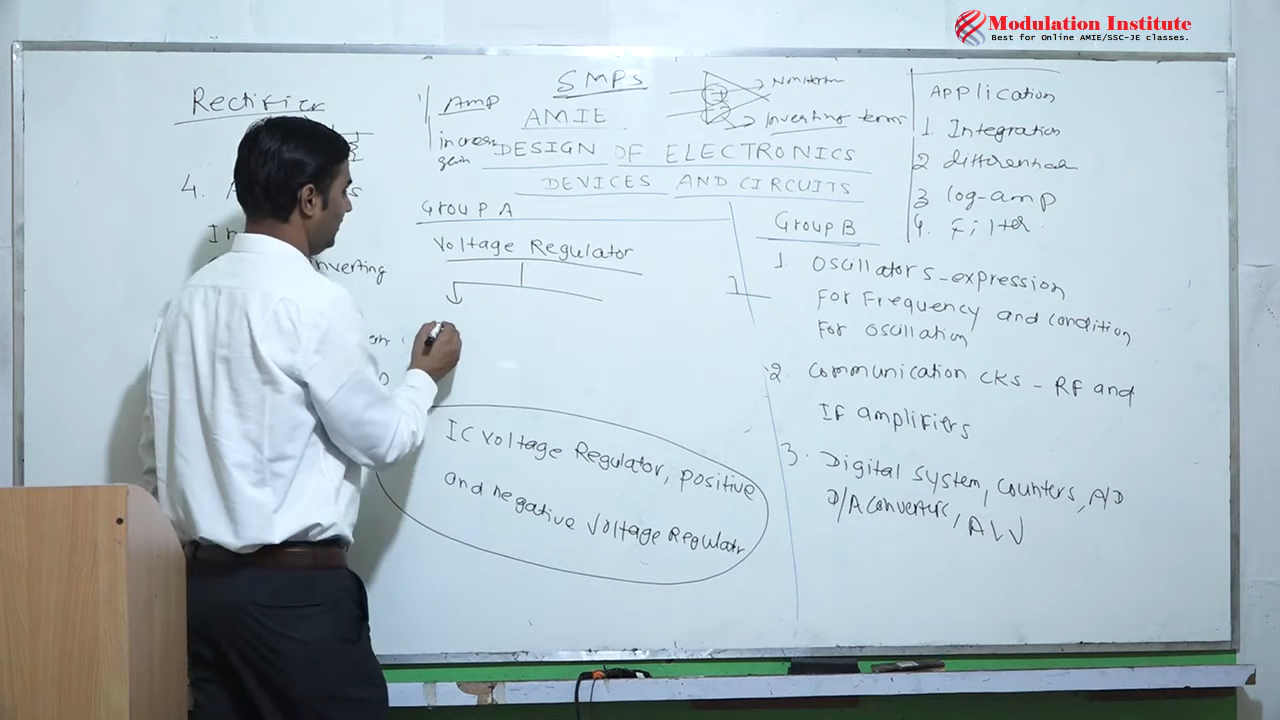 Modulation Institute
Best for Online AMIE/SSC-JE classes.
Rectifier
4.
inverting
Amp
increase
gain
SMPS
AMIE
DESIGN OF ELECTRONICS
DEVICES AND CIRCUITS
Inverting
Group A
Voltage Regulator
IC Voltage Regulator, positive
and negative Voltage Regulatr
Group B
1. Oscillators - expression
For Frequency and condition
For oscillation
2. Communication CKS - RF and
IF amplifiers
3. Digital System, Counters, A/D
D/A Converters, ALU
Application
1. Integration
2 differential
3 log-amp
4. Filter